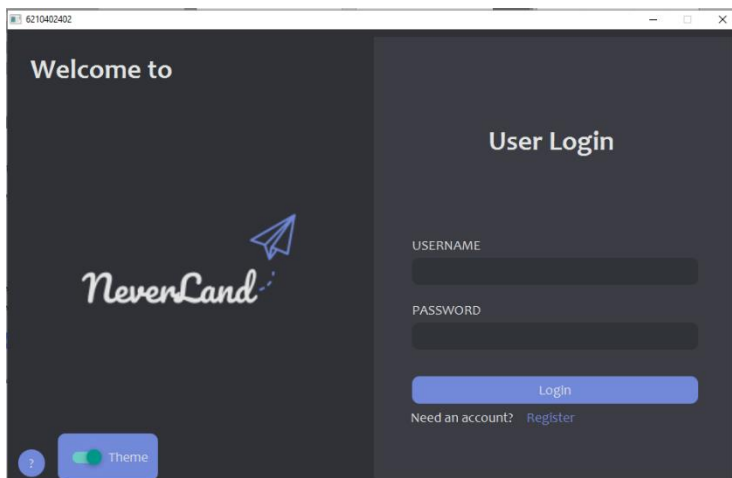 6210402402
Welcome to
NeverLand
? Theme
User Login
USERNAME
PASSWORD
Login
Need an account? Register